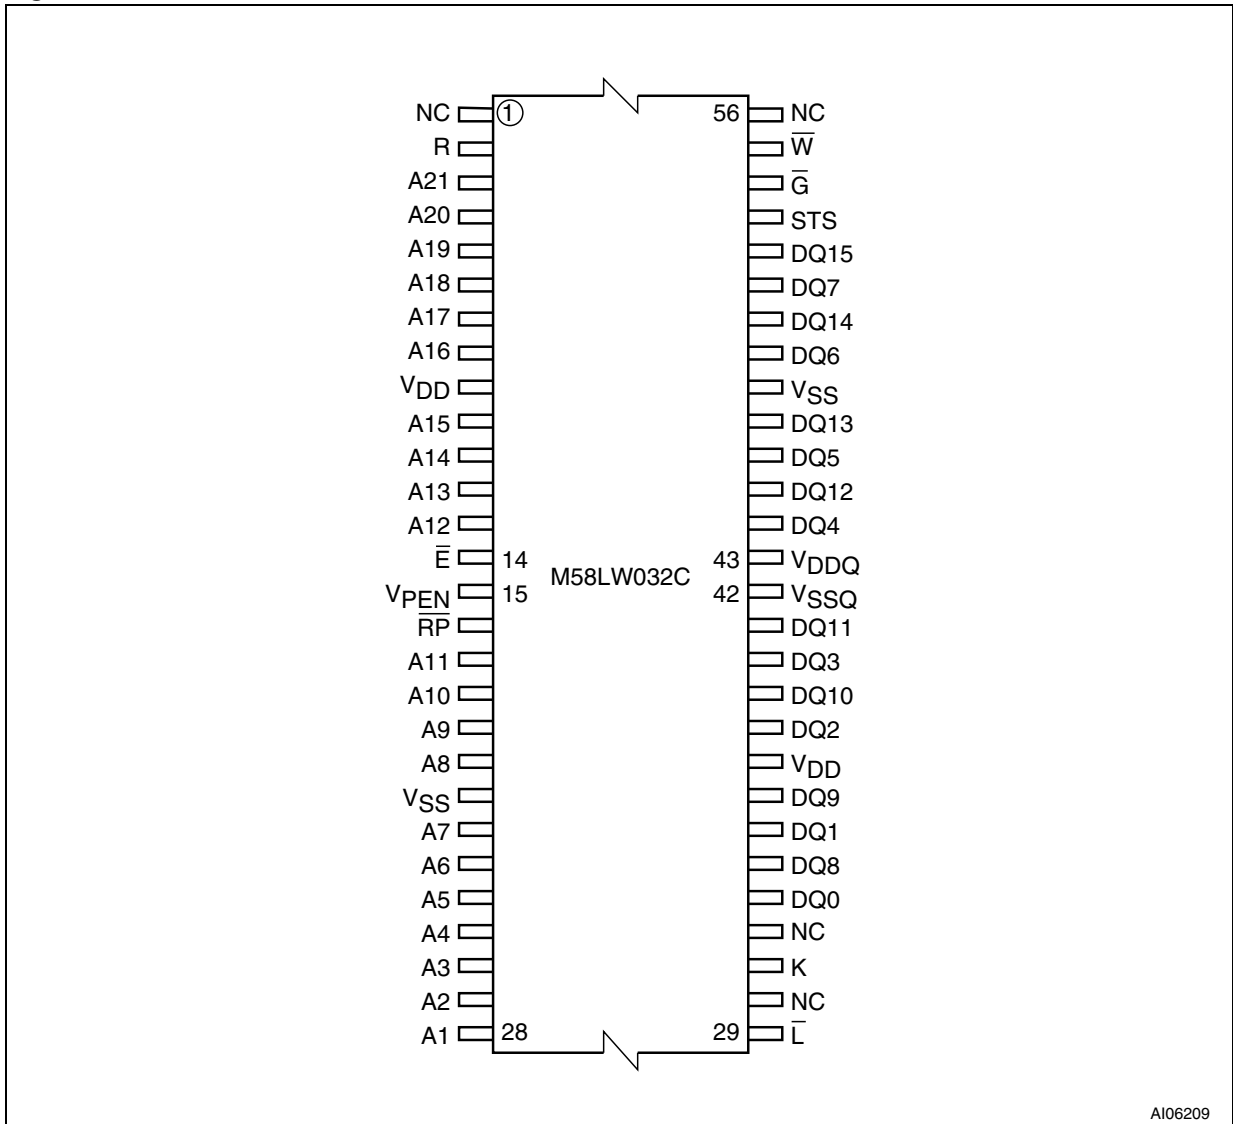 NC 1 56 NC
R W̅
A21 G̅
A20 STS
A19 DQ15
A18 DQ7
A17 DQ14
A16 DQ6
VDD VSS
A15 DQ13
A14 DQ5
A13 DQ12
A12 DQ4
E̅ 14 43 VDDQ
M58LW032C
VPEN 15 42 VSSQ
R̅P̅ DQ11
A11 DQ3
A10 DQ10
A9 DQ2
A8 VDD
VSS DQ9
A7 DQ1
A6 DQ8
A5 DQ0
A4 NC
A3 K
A2 NC
A1 28 29 L̅
AI06209